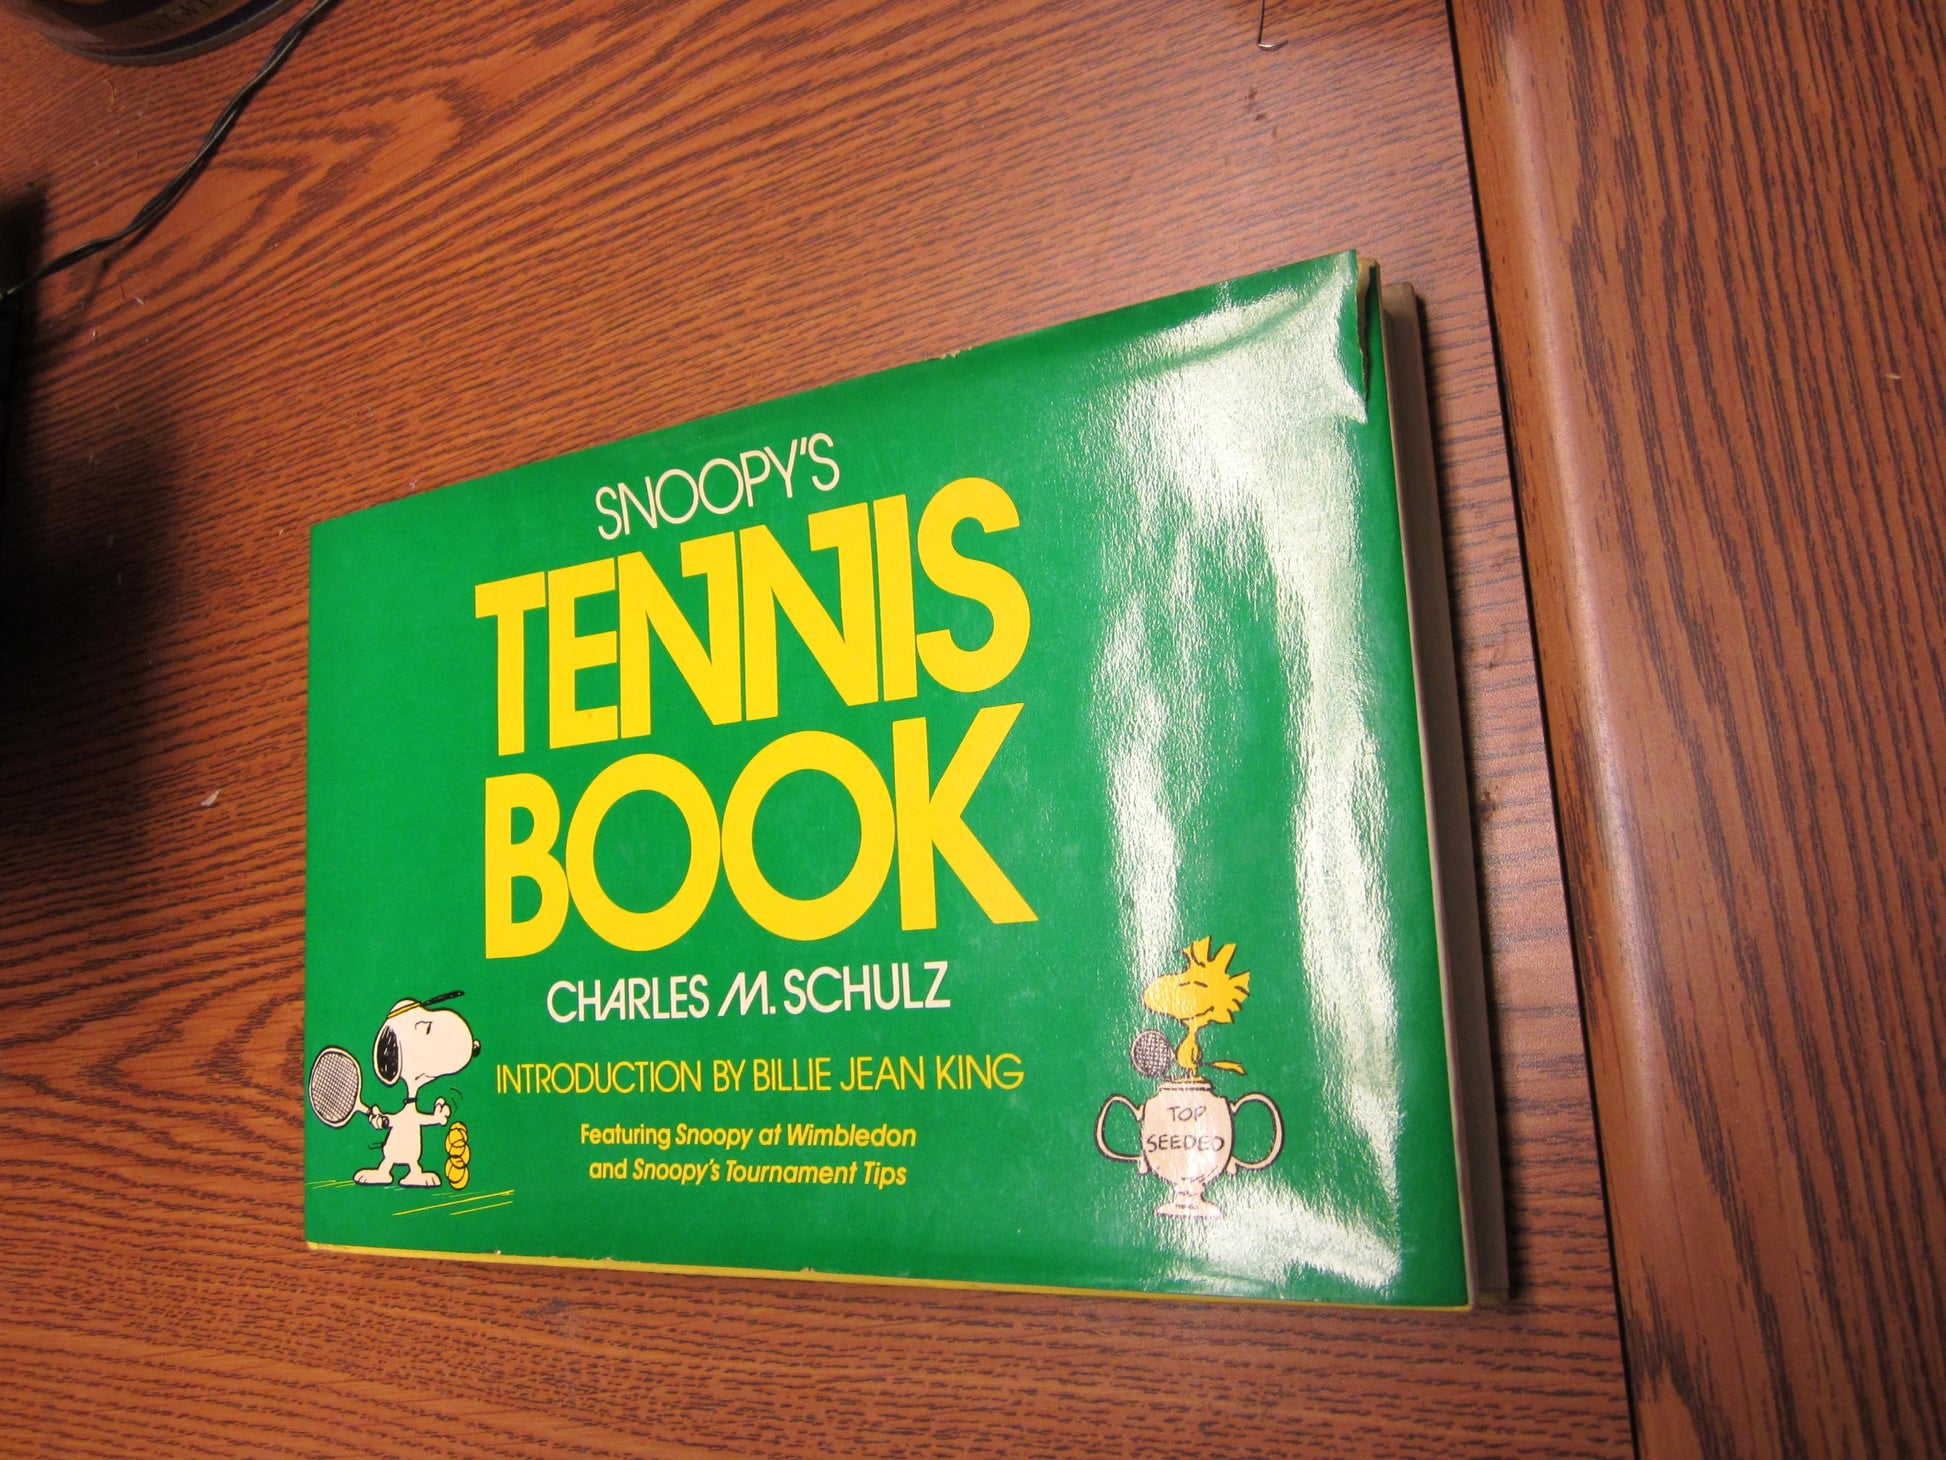 SNOOPY'S
TENNIS
BOOK
CHARLES M. SCHULZ
INTRODUCTION BY BILLIE JEAN KING
Featuring Snoopy at Wimbledon
and Snoopy's Tournament Tips
TOP
SEEDED